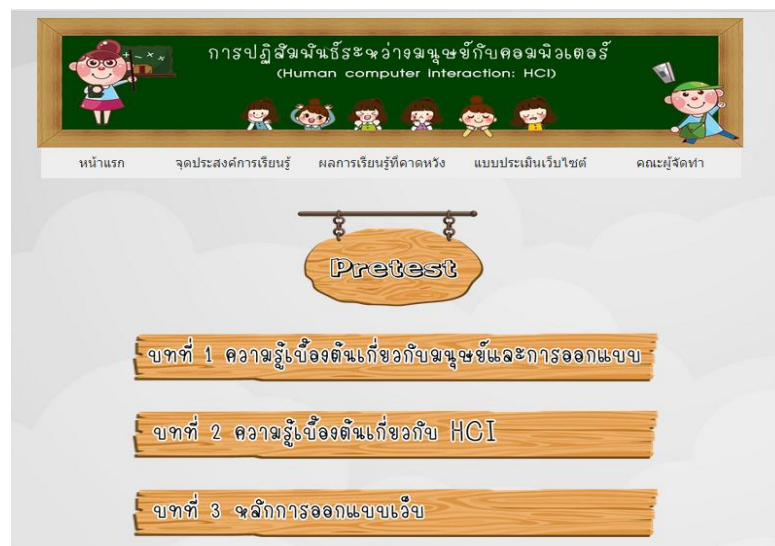 การปฏิสัมพันธ์ระหว่างมนุษย์กับคอมพิวเตอร์
(Human computer Interaction: HCI)
หน้าแรก จุดประสงค์การเรียนรู้ ผลการเรียนรู้ที่คาดหวัง แบบประเมินเว็บไซต์ คณะผู้จัดทำ
Pretest
บทที่ 1 ความรู้เบื้องต้นเกี่ยวกับมนุษย์และการออกแบบ
บทที่ 2 ความรู้เบื้องต้นเกี่ยวกับ HCI
บทที่ 3 หลักการออกแบบเว็บ